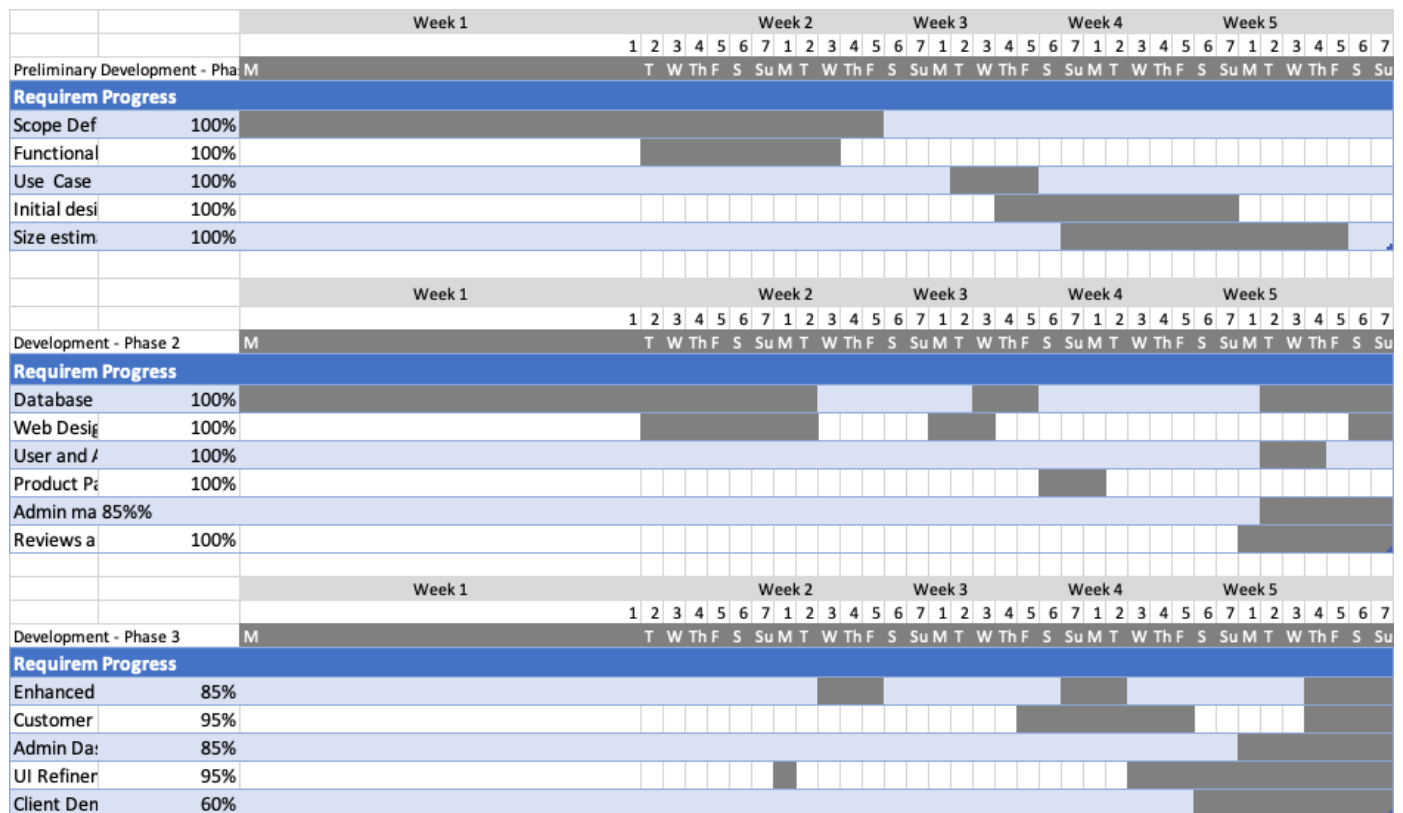 Week 1 Week 2 Week 3 Week 4 Week 5
1 2 3 4 5 6 7 1 2 3 4 5 6 7 1 2 3 4 5 6 7 1 2 3 4 5 6 7 1 2 3 4 5 6 7
Preliminary Development - Pha M T W Th F S Su M T W Th F S Su M T W Th F S Su M T W Th F S Su M T W Th F S Su
Requirem Progress
Scope Def 100%
Functional 100%
Use Case 100%
Initial desi 100%
Size estim 100%
Week 1 Week 2 Week 3 Week 4 Week 5
1 2 3 4 5 6 7 1 2 3 4 5 6 7 1 2 3 4 5 6 7 1 2 3 4 5 6 7 1 2 3 4 5 6 7
Development - Phase 2 M T W Th F S Su M T W Th F S Su M T W Th F S Su M T W Th F S Su M T W Th F S Su
Requirem Progress
Database 100%
Web Desig 100%
User and A 100%
Product Pa 100%
Admin ma 85%%
Reviews a 100%
Week 1 Week 2 Week 3 Week 4 Week 5
1 2 3 4 5 6 7 1 2 3 4 5 6 7 1 2 3 4 5 6 7 1 2 3 4 5 6 7 1 2 3 4 5 6 7
Development - Phase 3 M T W Th F S Su M T W Th F S Su M T W Th F S Su M T W Th F S Su M T W Th F S Su
Requirem Progress
Enhanced 85%
Customer 95%
Admin Das 85%
UI Refiner 95%
Client Den 60%